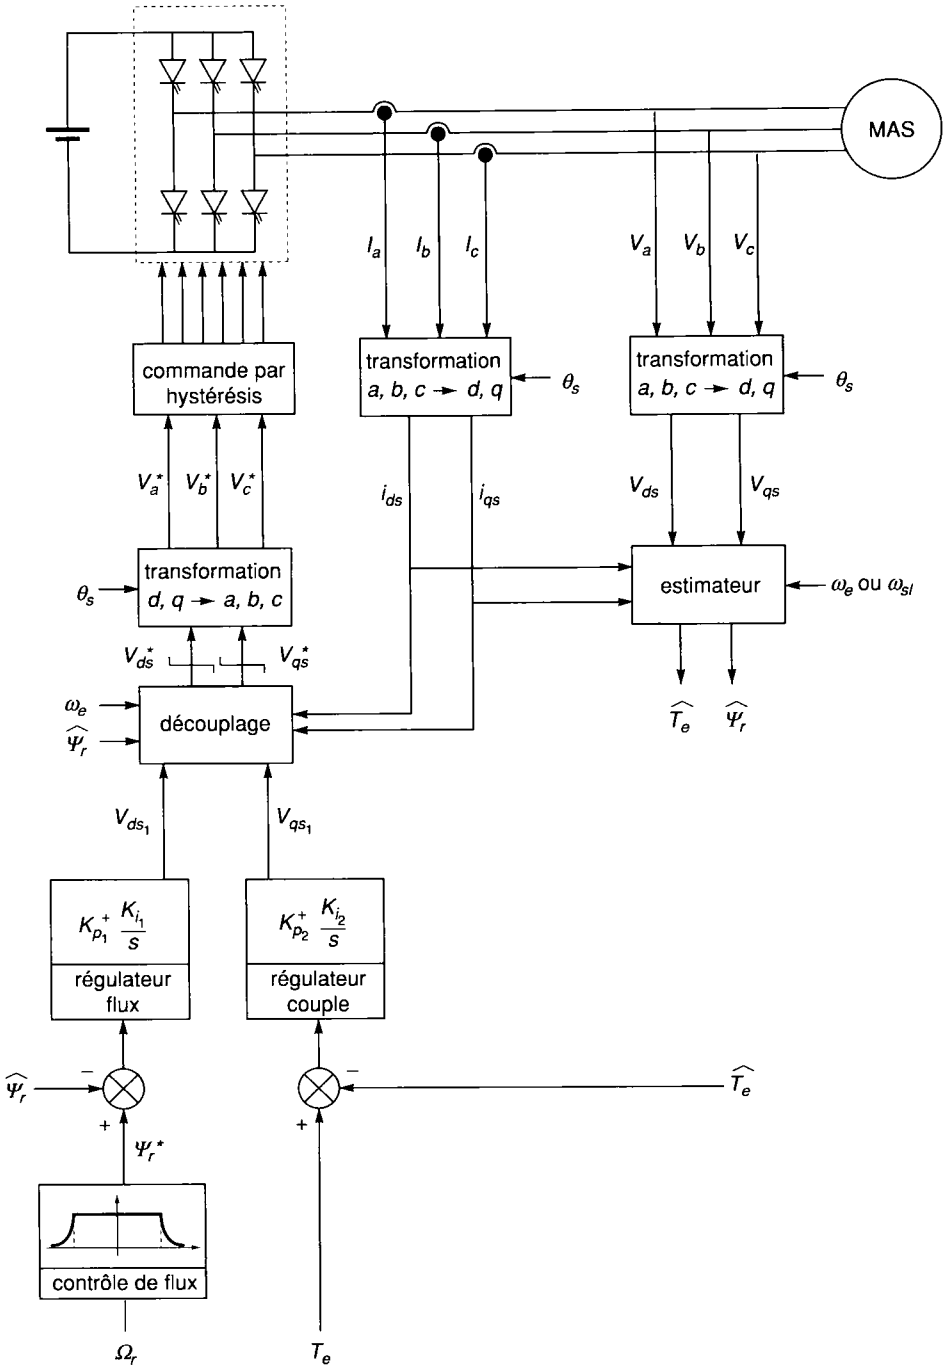 MAS
I_a
I_b
I_c
V_a
V_b
V_c
commande par
hystérésis
transformation
a, b, c → d, q
θ_s
transformation
a, b, c → d, q
θ_s
V_a*
V_b*
V_c*
i_ds
i_qs
V_ds
V_qs
θ_s
transformation
d, q → a, b, c
estimateur
ω_e ou ω_sl
V_ds*
V_qs*
ω_e
Ψ̂_r
découplage
T̂_e
Ψ̂_r
V_ds₁
V_qs₁
K_p₁ + K_i₁/s
régulateur
flux
K_p₂ + K_i₂/s
régulateur
couple
Ψ̂_r
−
+
−
+
T̂_e
Ψ_r*
contrôle de flux
Ω_r
T_e